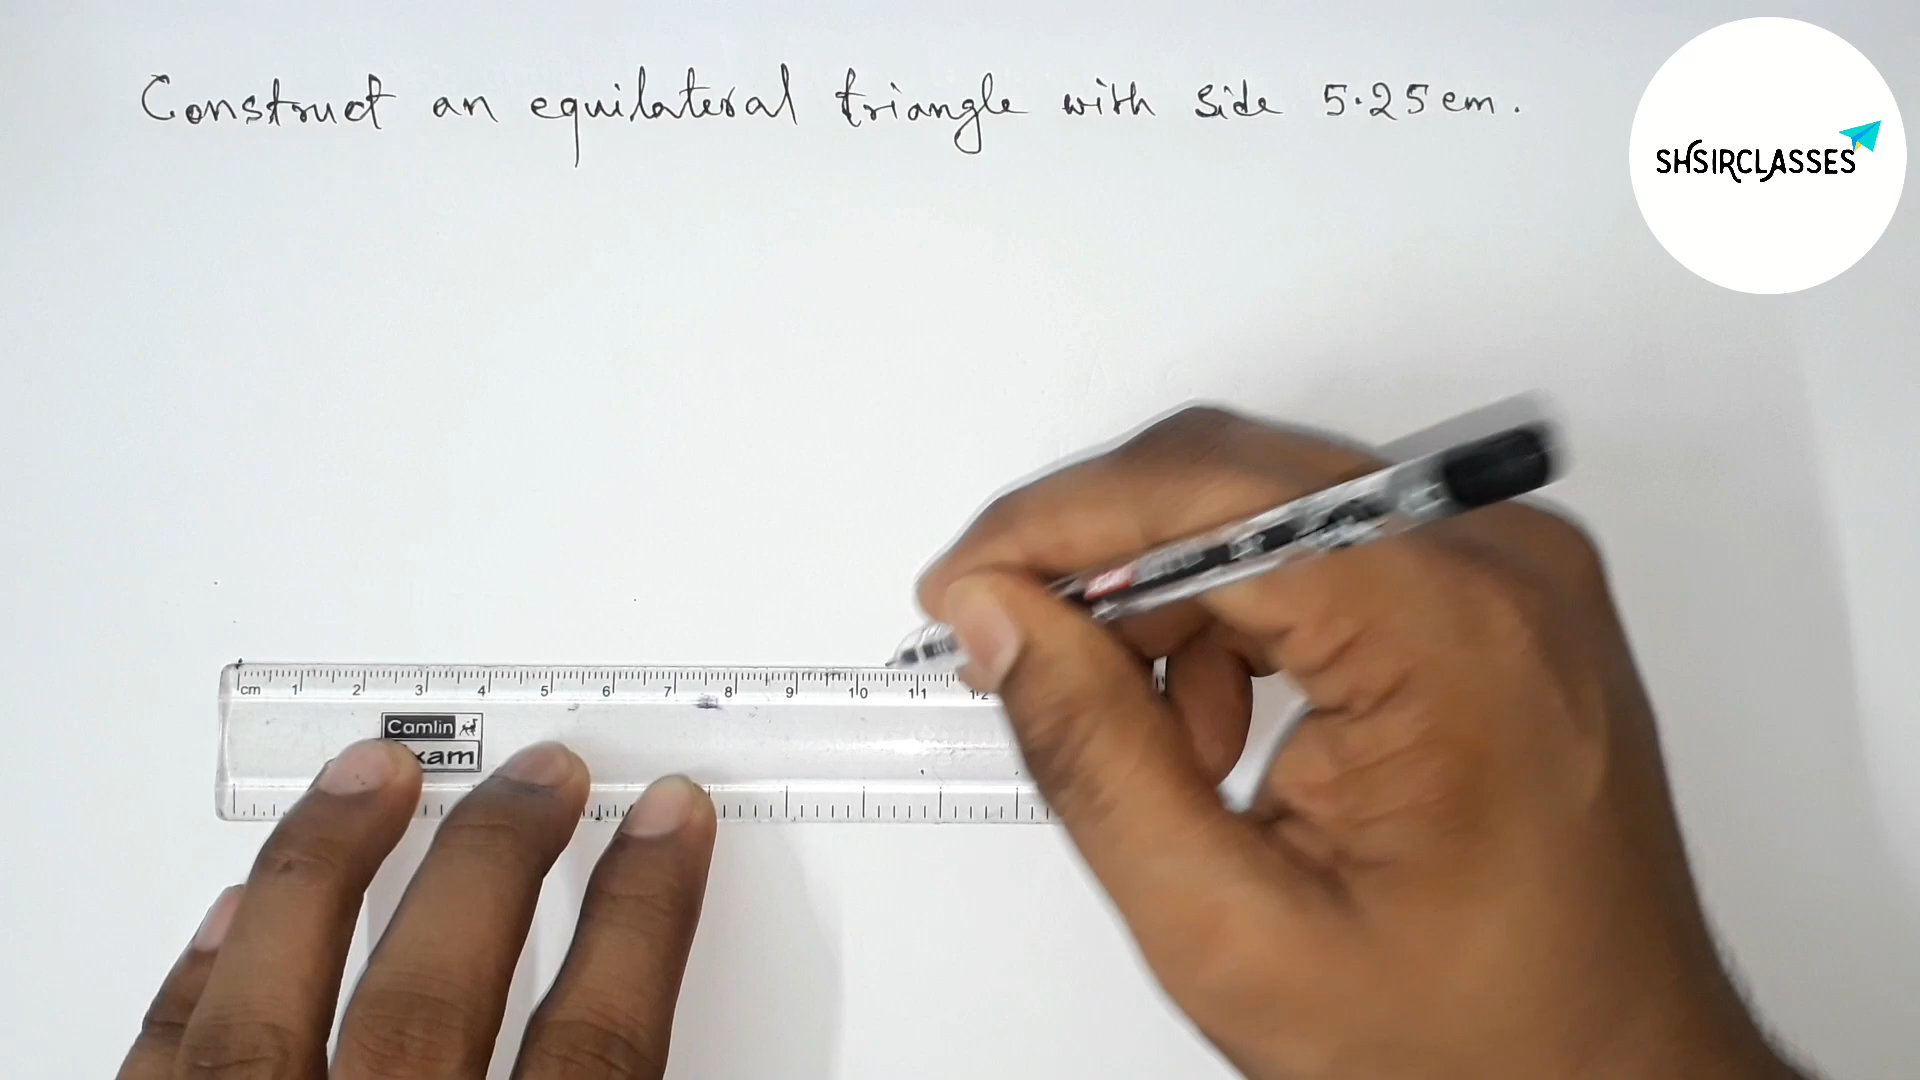 Construct an equilateral triangle with side 5.25 cm.
SHSIRCLASSES
cm 1 2 3 4 5 6 7 8 9 10 11 12
Camlin
xam